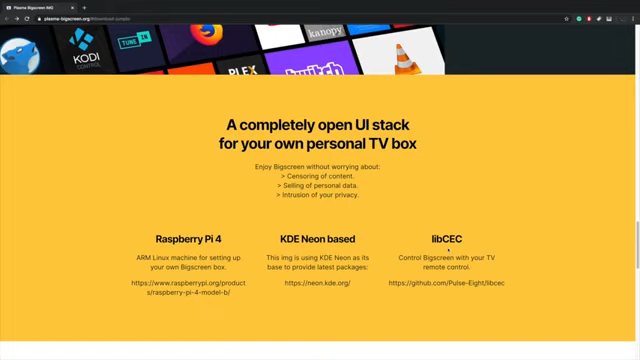 Plasma Bigscreen IMG
plasma-bigscreen.org/#download-jumpto
KODI
CONTROL
TUNE IN
Firefox
kanopy
PLEX
twitch
VLC
A completely open UI stack
for your own personal TV box
Enjoy Bigscreen without worrying about:
> Censoring of content.
> Selling of personal data.
> Intrusion of your privacy.
Raspberry Pi 4
ARM Linux machine for setting up
your own Bigscreen box.
https://www.raspberrypi.org/product
s/raspberry-pi-4-model-b/
KDE Neon based
This img is using KDE Neon as its
base to provide latest packages:
https://neon.kde.org/
libCEC
Control Bigscreen with your TV
remote control.
https://github.com/Pulse-Eight/libcec